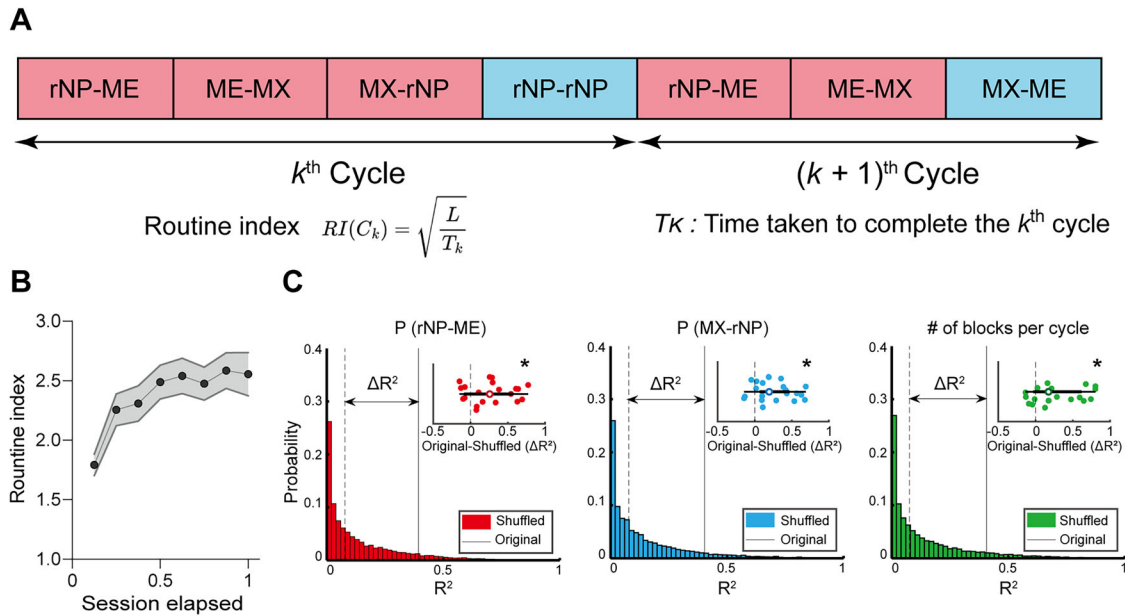 A
rNP-ME ME-MX MX-rNP rNP-rNP rNP-ME ME-MX MX-ME
kth Cycle (k + 1)th Cycle
Routine index RI(Ck) = √(L/Tk) Tκ : Time taken to complete the kth cycle
B
Rountine index
3.0
2.5
2.0
1.5
1.0
0 0.5 1
Session elapsed
C
Probability
P (rNP-ME)
0.4
0.3
0.2
0.1
0
ΔR²
*
-0.5 0 0.5 1
Original-Shuffled (ΔR²)
Shuffled
Original
0.5 1
R²
P (MX-rNP)
0.4
0.3
0.2
0.1
0
ΔR²
*
-0.5 0 0.5 1
Original-Shuffled (ΔR²)
Shuffled
Original
0.5 1
R²
# of blocks per cycle
0.4
0.3
0.2
0.1
0
ΔR²
*
-0.5 0 0.5 1
Original-Shuffled (ΔR²)
Shuffled
Original
0.5 1
R²